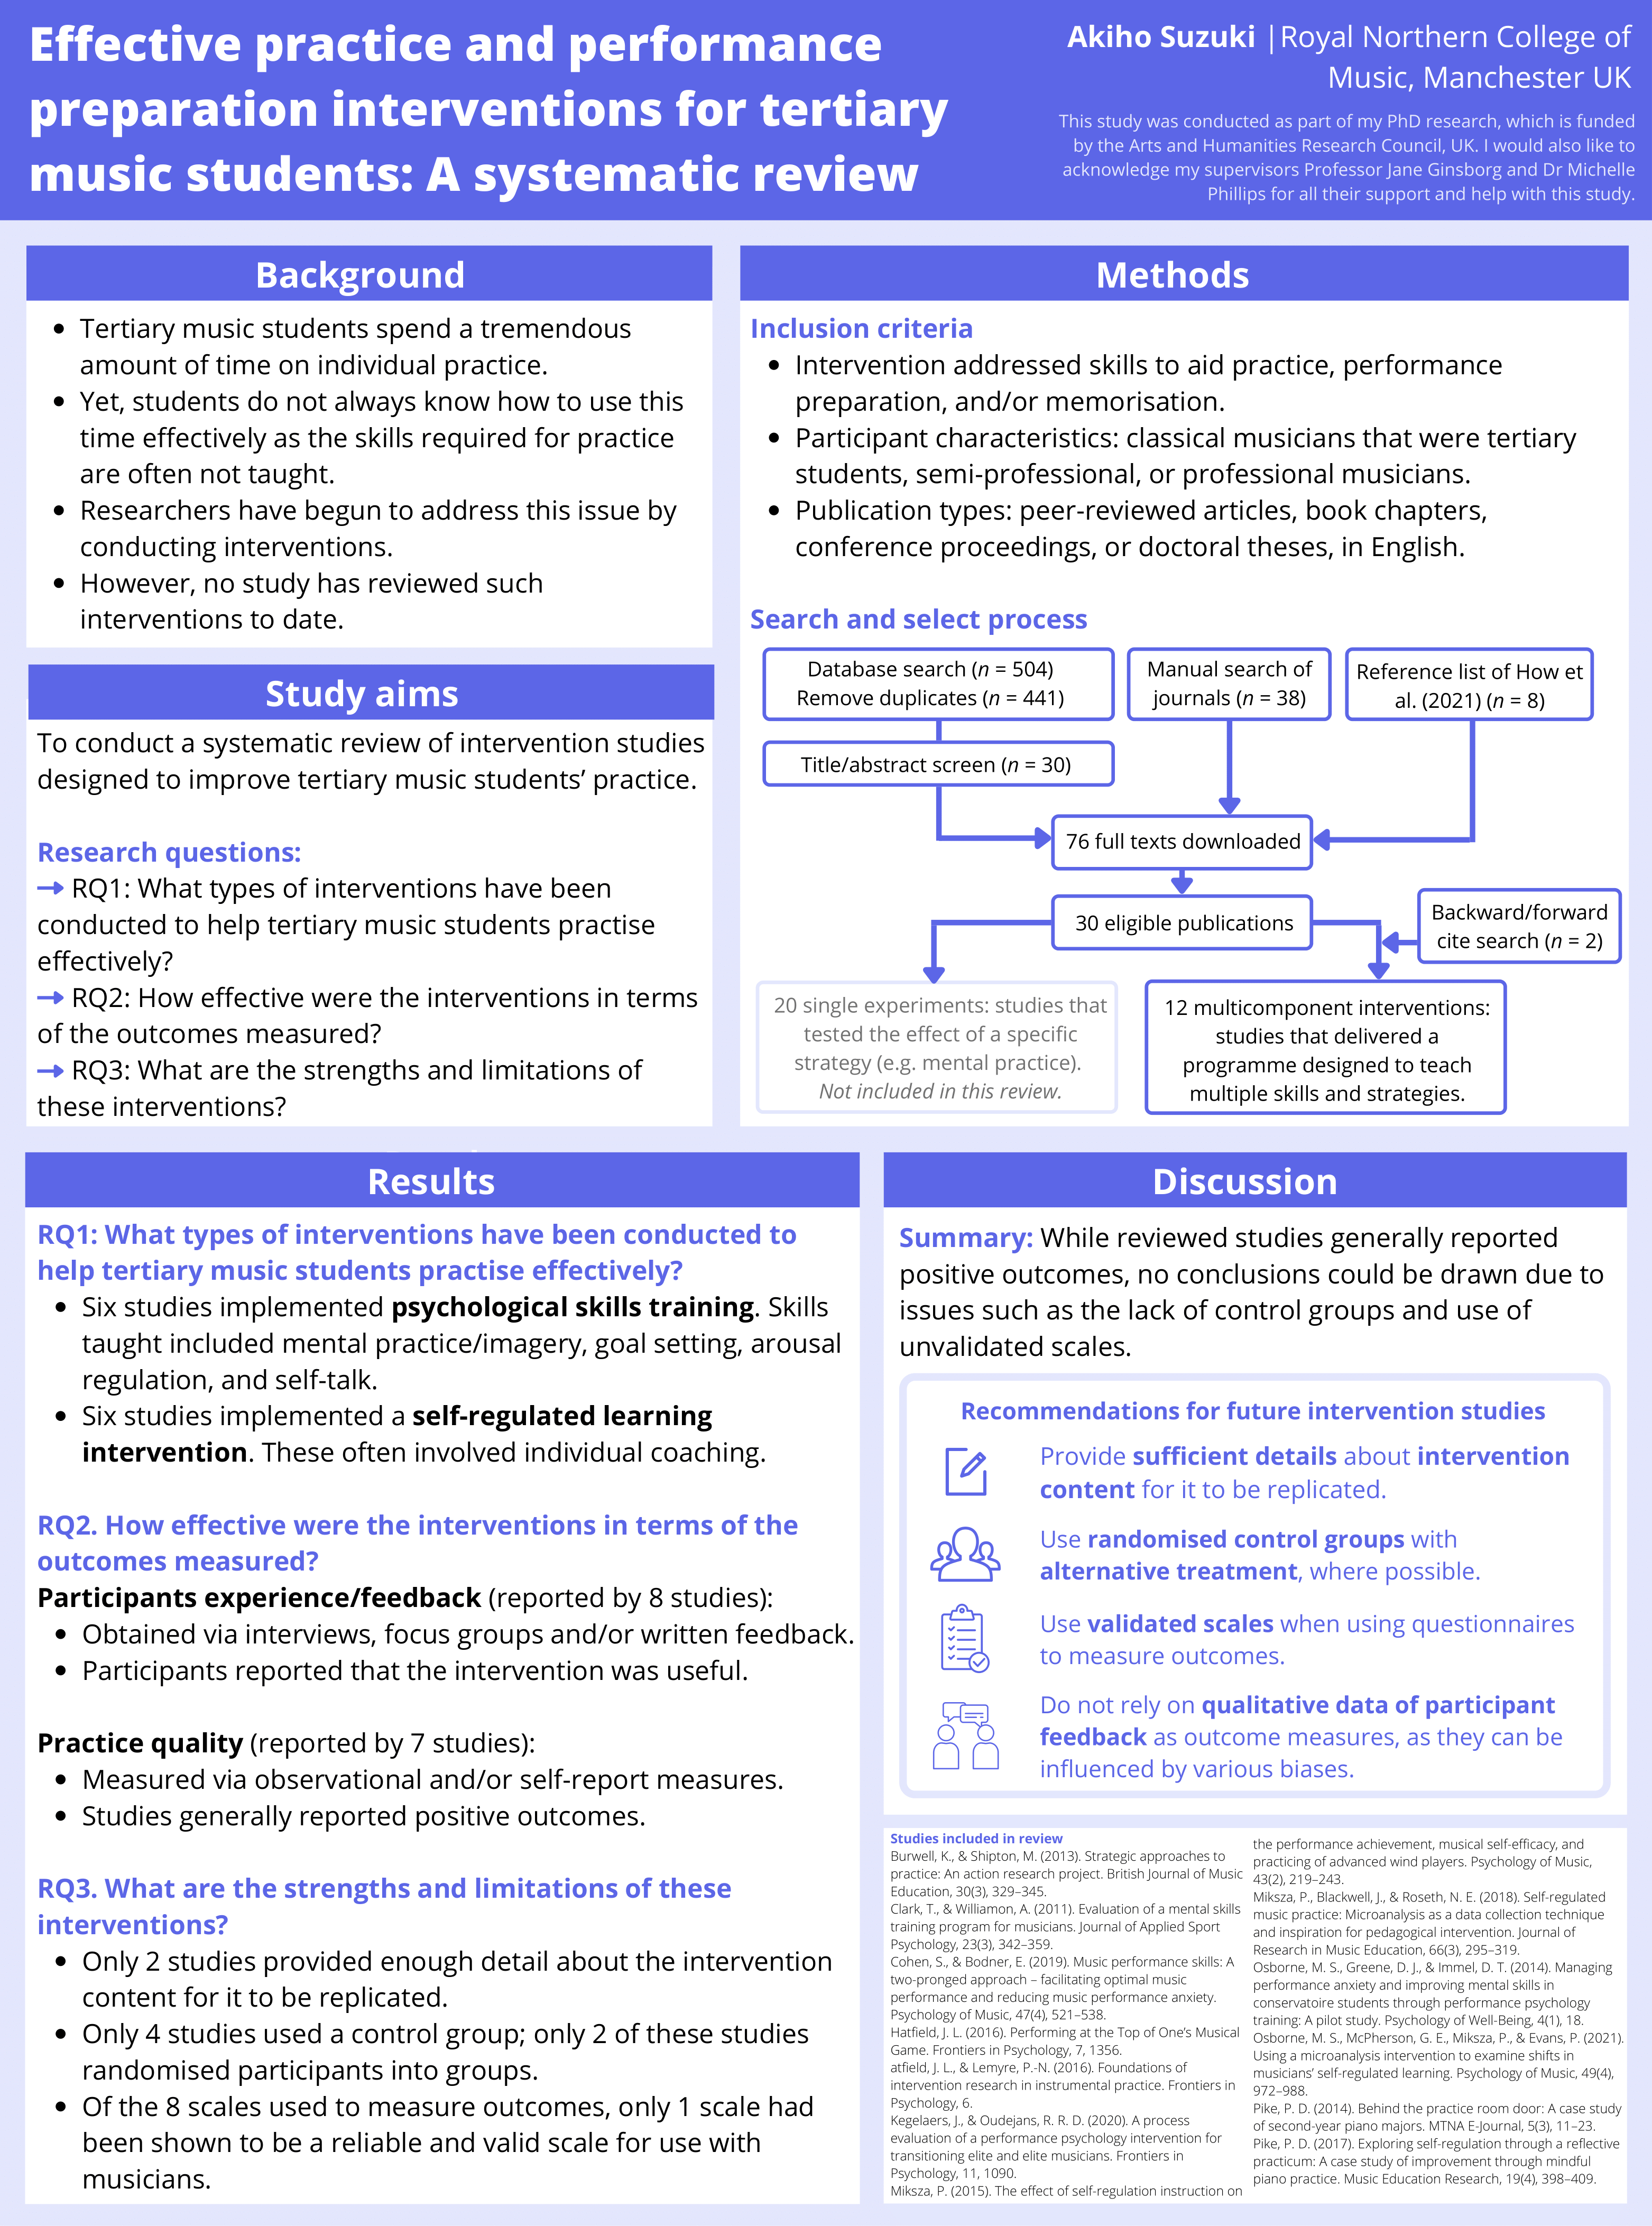 Effective practice and performance
preparation interventions for tertiary
music students: A systematic review
Akiho Suzuki |Royal Northern College of
Music, Manchester UK
This study was conducted as part of my PhD research, which is funded
by the Arts and Humanities Research Council, UK. I would also like to
acknowledge my supervisors Professor Jane Ginsborg and Dr Michelle
Phillips for all their support and help with this study.
Background
• Tertiary music students spend a tremendous
amount of time on individual practice.
• Yet, students do not always know how to use this
time effectively as the skills required for practice
are often not taught.
• Researchers have begun to address this issue by
conducting interventions.
• However, no study has reviewed such
interventions to date.
Study aims
To conduct a systematic review of intervention studies
designed to improve tertiary music students’ practice.
Research questions:
→ RQ1: What types of interventions have been
conducted to help tertiary music students practise
effectively?
→ RQ2: How effective were the interventions in terms
of the outcomes measured?
→ RQ3: What are the strengths and limitations of
these interventions?
Methods
Inclusion criteria
• Intervention addressed skills to aid practice, performance
preparation, and/or memorisation.
• Participant characteristics: classical musicians that were tertiary
students, semi-professional, or professional musicians.
• Publication types: peer-reviewed articles, book chapters,
conference proceedings, or doctoral theses, in English.
Search and select process
Database search (n = 504)
Remove duplicates (n = 441)
Manual search of
journals (n = 38)
Reference list of How et
al. (2021) (n = 8)
Title/abstract screen (n = 30)
76 full texts downloaded
30 eligible publications
Backward/forward
cite search (n = 2)
20 single experiments: studies that
tested the effect of a specific
strategy (e.g. mental practice).
Not included in this review.
12 multicomponent interventions:
studies that delivered a
programme designed to teach
multiple skills and strategies.
Results
RQ1: What types of interventions have been conducted to
help tertiary music students practise effectively?
• Six studies implemented psychological skills training. Skills
taught included mental practice/imagery, goal setting, arousal
regulation, and self-talk.
• Six studies implemented a self-regulated learning
intervention. These often involved individual coaching.
RQ2. How effective were the interventions in terms of the
outcomes measured?
Participants experience/feedback (reported by 8 studies):
• Obtained via interviews, focus groups and/or written feedback.
• Participants reported that the intervention was useful.
Practice quality (reported by 7 studies):
• Measured via observational and/or self-report measures.
• Studies generally reported positive outcomes.
RQ3. What are the strengths and limitations of these
interventions?
• Only 2 studies provided enough detail about the intervention
content for it to be replicated.
• Only 4 studies used a control group; only 2 of these studies
randomised participants into groups.
• Of the 8 scales used to measure outcomes, only 1 scale had
been shown to be a reliable and valid scale for use with
musicians.
Discussion
Summary: While reviewed studies generally reported
positive outcomes, no conclusions could be drawn due to
issues such as the lack of control groups and use of
unvalidated scales.
Recommendations for future intervention studies
Provide sufficient details about intervention
content for it to be replicated.
Use randomised control groups with
alternative treatment, where possible.
Use validated scales when using questionnaires
to measure outcomes.
Do not rely on qualitative data of participant
feedback as outcome measures, as they can be
influenced by various biases.
Studies included in review
Burwell, K., & Shipton, M. (2013). Strategic approaches to
practice: An action research project. British Journal of Music
Education, 30(3), 329–345.
Clark, T., & Williamon, A. (2011). Evaluation of a mental skills
training program for musicians. Journal of Applied Sport
Psychology, 23(3), 342–359.
Cohen, S., & Bodner, E. (2019). Music performance skills: A
two-pronged approach – facilitating optimal music
performance and reducing music performance anxiety.
Psychology of Music, 47(4), 521–538.
Hatfield, J. L. (2016). Performing at the Top of One’s Musical
Game. Frontiers in Psychology, 7, 1356.
atfield, J. L., & Lemyre, P.-N. (2016). Foundations of
intervention research in instrumental practice. Frontiers in
Psychology, 6.
Kegelaers, J., & Oudejans, R. R. D. (2020). A process
evaluation of a performance psychology intervention for
transitioning elite and elite musicians. Frontiers in
Psychology, 11, 1090.
Miksza, P. (2015). The effect of self-regulation instruction on
the performance achievement, musical self-efficacy, and
practicing of advanced wind players. Psychology of Music,
43(2), 219–243.
Miksza, P., Blackwell, J., & Roseth, N. E. (2018). Self-regulated
music practice: Microanalysis as a data collection technique
and inspiration for pedagogical intervention. Journal of
Research in Music Education, 66(3), 295–319.
Osborne, M. S., Greene, D. J., & Immel, D. T. (2014). Managing
performance anxiety and improving mental skills in
conservatoire students through performance psychology
training: A pilot study. Psychology of Well-Being, 4(1), 18.
Osborne, M. S., McPherson, G. E., Miksza, P., & Evans, P. (2021).
Using a microanalysis intervention to examine shifts in
musicians’ self-regulated learning. Psychology of Music, 49(4),
972–988.
Pike, P. D. (2014). Behind the practice room door: A case study
of second-year piano majors. MTNA E-Journal, 5(3), 11–23.
Pike, P. D. (2017). Exploring self-regulation through a reflective
practicum: A case study of improvement through mindful
piano practice. Music Education Research, 19(4), 398–409.